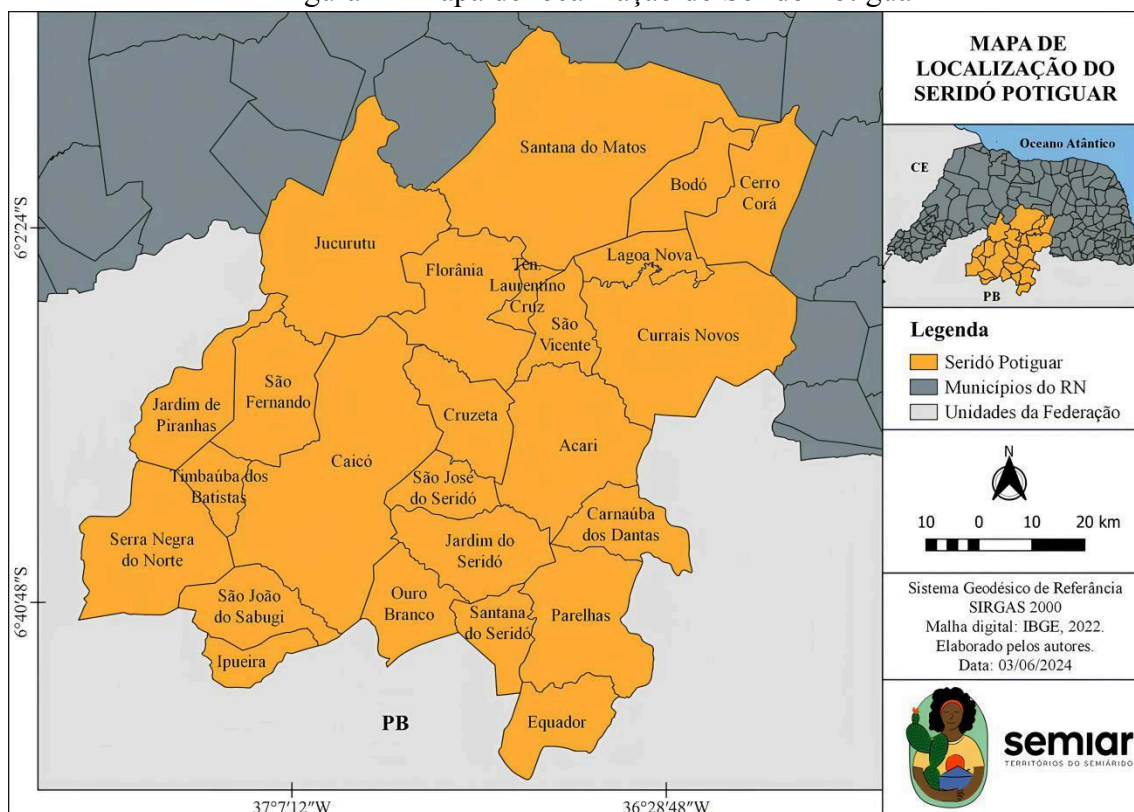 MAPA DE
LOCALIZAÇÃO DO
SERIDÓ POTIGUAR
Oceano Atântico
CE
PB
Legenda
Seridó Potiguar
Municípios do RN
Unidades da Federação
N
10 0 10 20 km
Sistema Geodésico de Referência
SIRGAS 2000
Malha digital: IBGE, 2022.
Elaborado pelos autores.
Data: 03/06/2024
semiar
TERRITÓRIOS DO SEMIÁRIDO
6°2'24"S
6°40'48"S
37°7'12"W
36°28'48"W
Santana do Matos
Bodó
Cerro
Corá
Jucurutu
Florânia
Ten.
Laurentino
Cruz
Lagoa Nova
São
Vicente
Currais Novos
São
Fernando
Jardim de
Piranhas
Cruzeta
Acari
Caicó
Timbaúba dos
Batistas
São José
do Seridó
Carnaúba
dos Dantas
Serra Negra
do Norte
Jardim do
Seridó
São João
do Sabugi
Ouro
Branco
Santana
do Seridó
Parelhas
Ipueira
Equador
PB